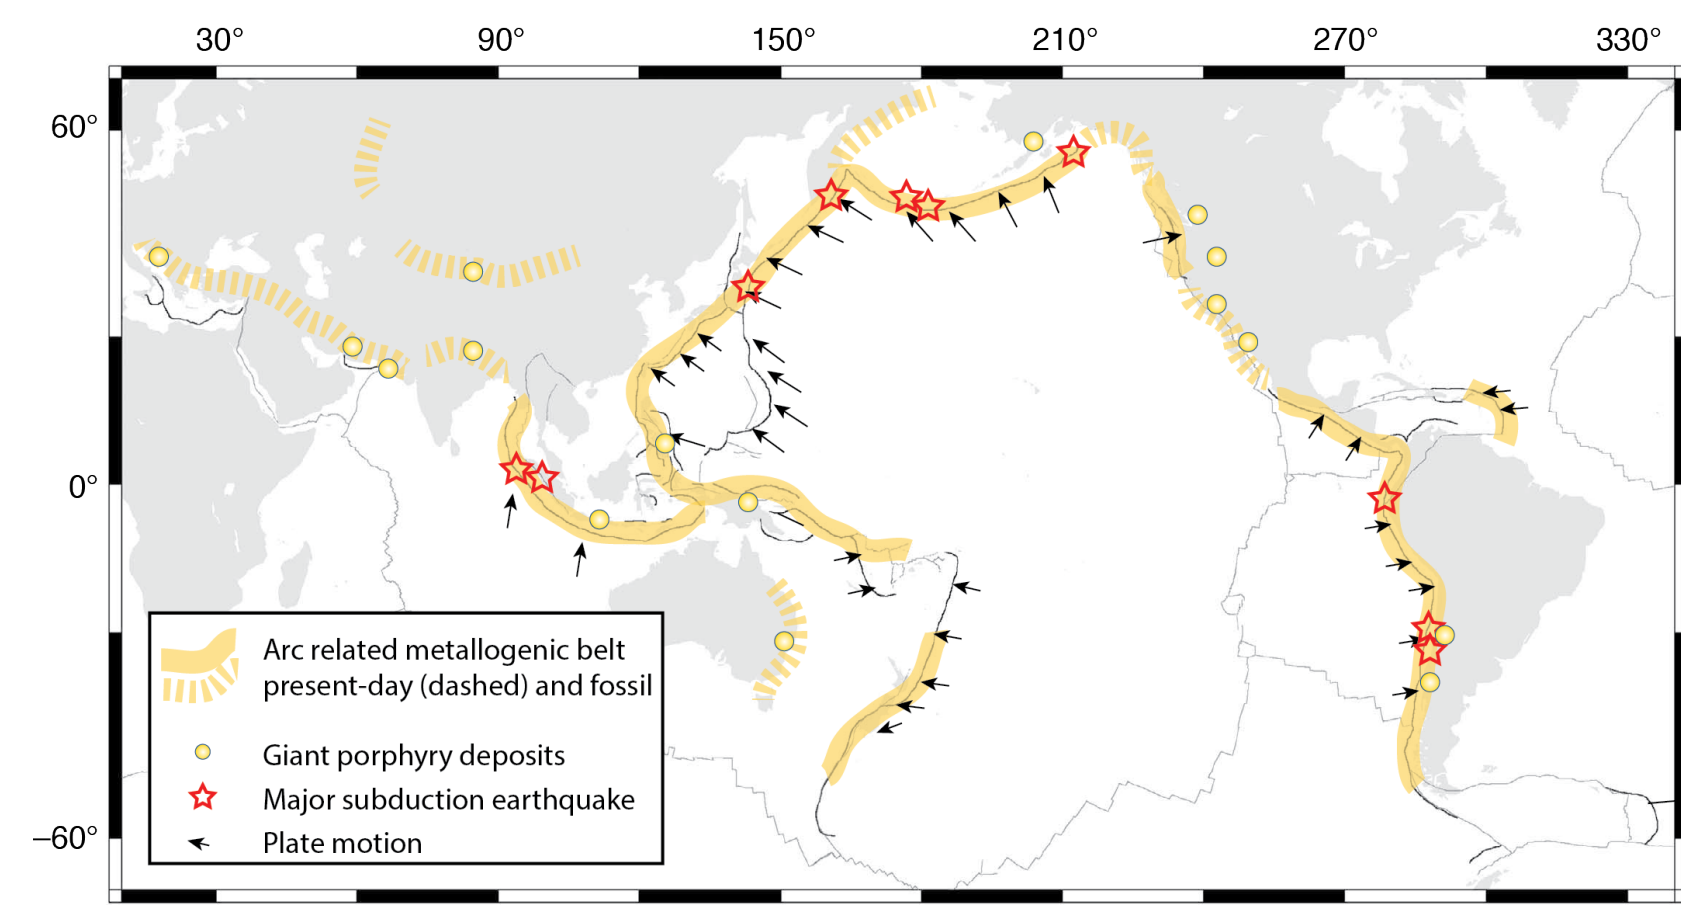 30° 90° 150° 210° 270° 330°
60°
0°
–60°
Arc related metallogenic belt
present-day (dashed) and fossil
Giant porphyry deposits
Major subduction earthquake
Plate motion